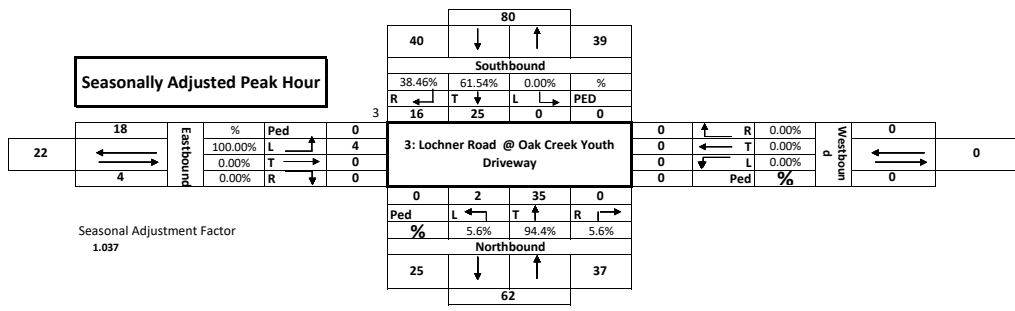 80
40 39
Southbound
38.46% 61.54% 0.00% %
R T L PED
3 16 25 0 0
Seasonally Adjusted Peak Hour
22
18
4
Eastbound
% Ped 0
100.00% L 4
0.00% T 0
0.00% R 0
3: Lochner Road @ Oak Creek Youth
Driveway
0 R 0.00%
0 T 0.00%
0 L 0.00%
0 Ped %
Westboun
d
0
0
0
0 2 35 0
Ped L T R
% 5.6% 94.4% 5.6%
Northbound
25 37
62
Seasonal Adjustment Factor
1.037